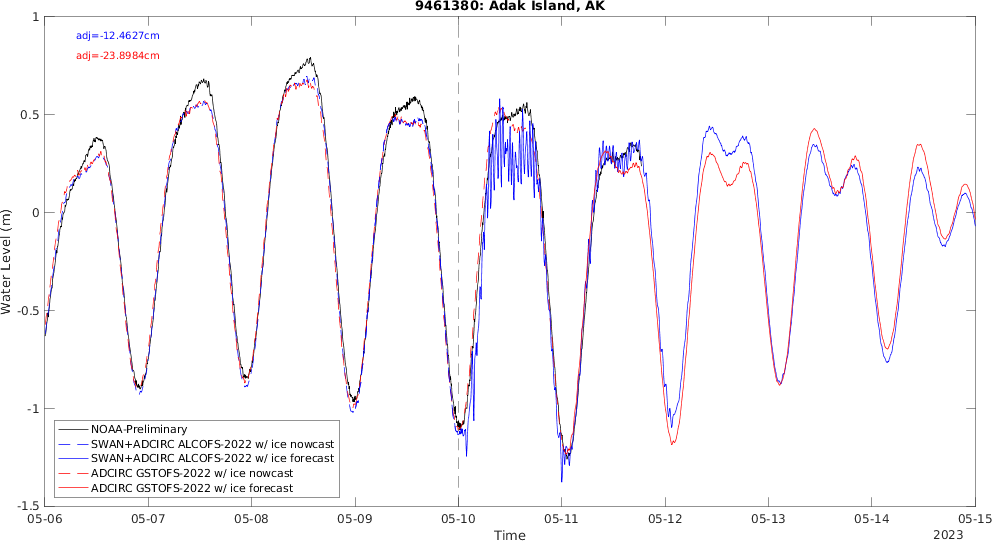 9461380: Adak Island, AK
adj=-12.4627cm
adj=-23.8984cm
Water Level (m)
1
0.5
0
-0.5
-1
-1.5
NOAA-Preliminary
SWAN+ADCIRC ALCOFS-2022 w/ ice nowcast
SWAN+ADCIRC ALCOFS-2022 w/ ice forecast
ADCIRC GSTOFS-2022 w/ ice nowcast
ADCIRC GSTOFS-2022 w/ ice forecast
05-06 05-07 05-08 05-09 05-10 05-11 05-12 05-13 05-14 05-15
Time
2023